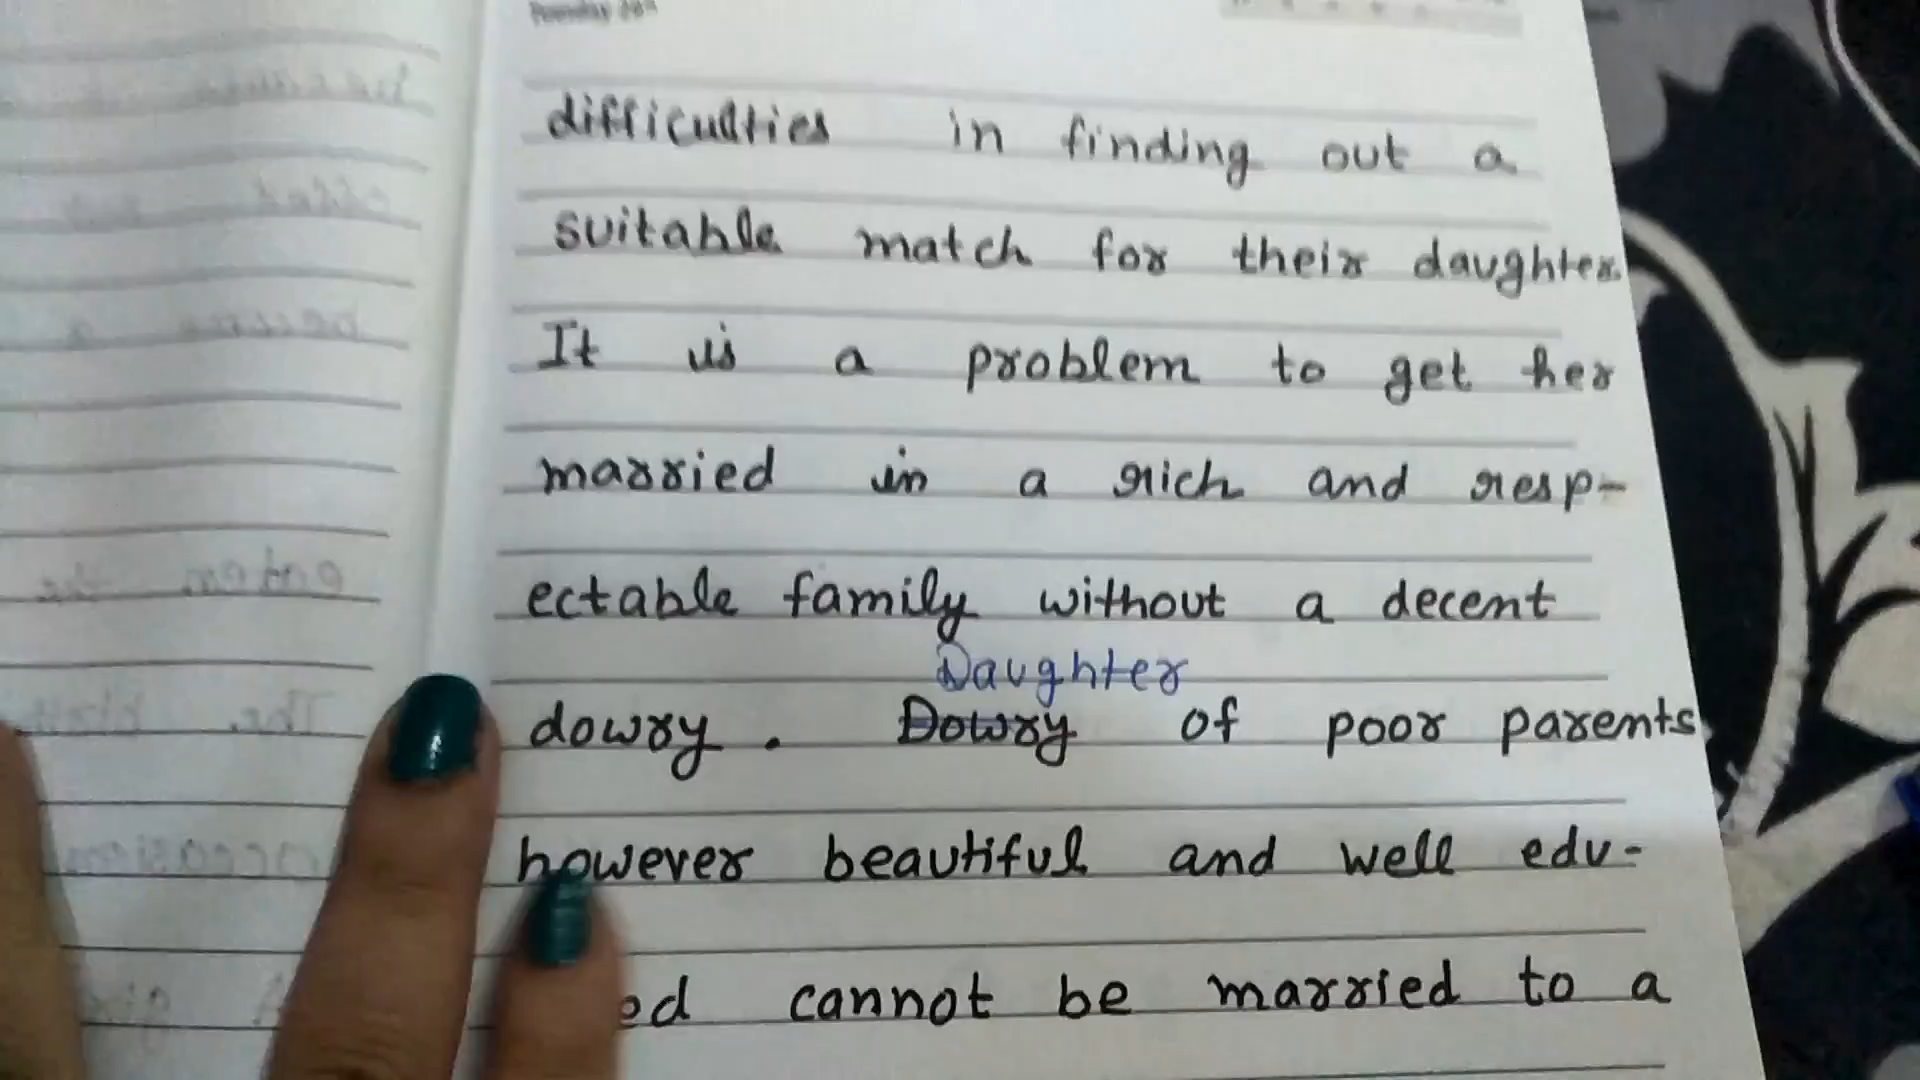 difficulties in finding out a
suitable match for their daughter.
It is a problem to get her
married in a rich and resp-
ectable family without a decent
Daughter
dowry. Dowry of poor parents
however beautiful and well edu-
ed cannot be married to a